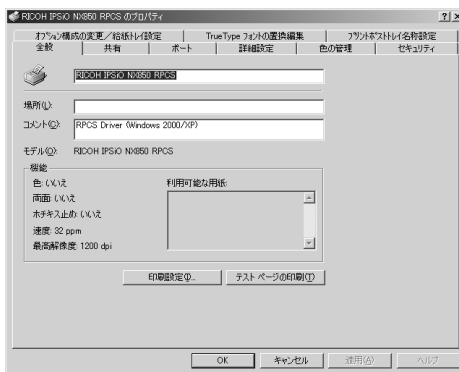 RICOH IPSiO NX850 RPCS のプロパティ
オプション構成の変更／給紙トレイ設定
TrueType フォントの置換編集
フリントポストトレイ名称設定
全般
共有
ポート
詳細設定
色の管理
セキュリティ
RICOH IPSiO NX850 RPCS
場所(L):
コメント(C):
RPCS Driver (Windows 2000/XP)
モデル(O): RICOH IPSiO NX850 RPCS
機能
色: いいえ
利用可能な用紙:
両面: いいえ
ホチキス止め: いいえ
速度: 32 ppm
最高解像度: 1200 dpi
印刷設定(I)...
テスト ページの印刷(T)
OK
キャンセル
適用(A)
ヘルプ